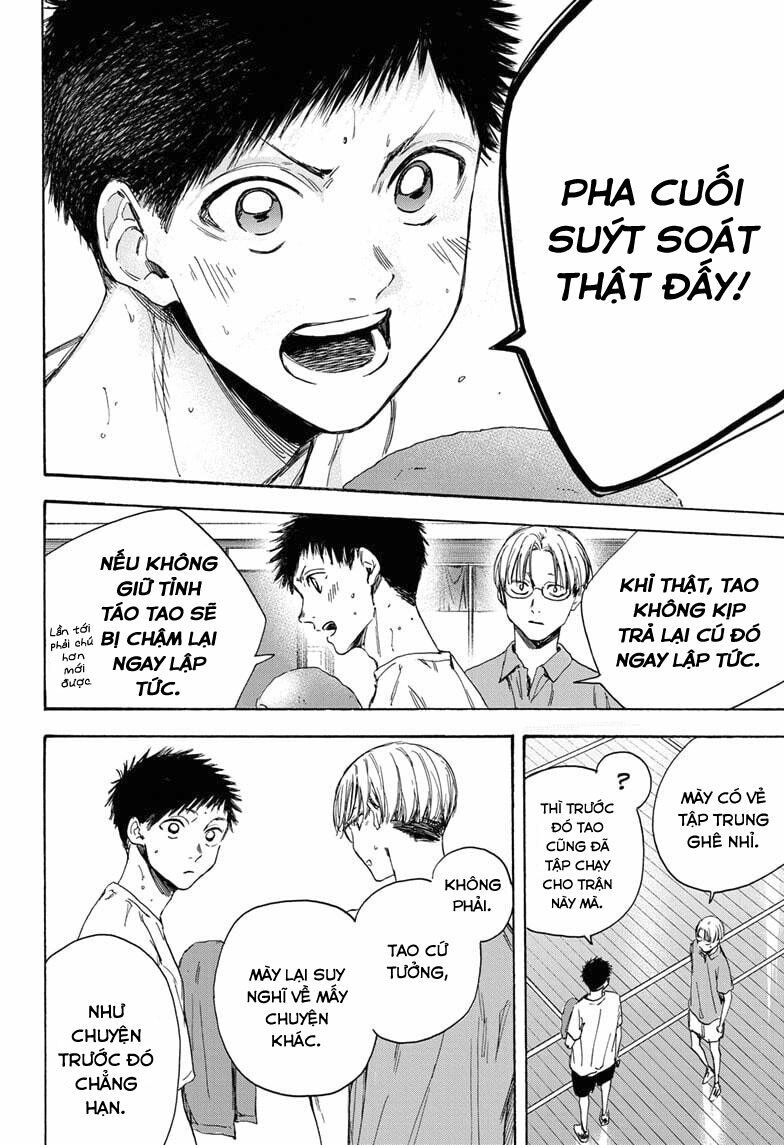 PHA CUỐI
SUÝT SOÁT
THẬT ĐẤY!
KHỈ THẬT, TAO
KHÔNG KỊP
TRẢ LẠI CÚ ĐÓ
NGAY LẬP TỨC.
NẾU KHÔNG
GIỮ TỈNH
TÁO TAO SẼ
BỊ CHẬM LẠI
NGAY LẬP
TỨC.
Lần tới
phải chú
hơn
mới
được
MÀY CÓ VẺ
TẬP TRUNG
GHÊ NHỈ.
?
THÌ TRƯỚC
ĐÓ TAO
CŨNG ĐÃ
TẬP CHẠY
CHO TRẬN
NÀY MÀ.
KHÔNG
PHẢI.
TAO CỨ
TƯỞNG,
MÀY LẠI SUY
NGHĨ VỀ MẤY
CHUYỆN
KHÁC.
NHƯ
CHUYỆN
TRƯỚC ĐÓ
CHẲNG
HẠN.